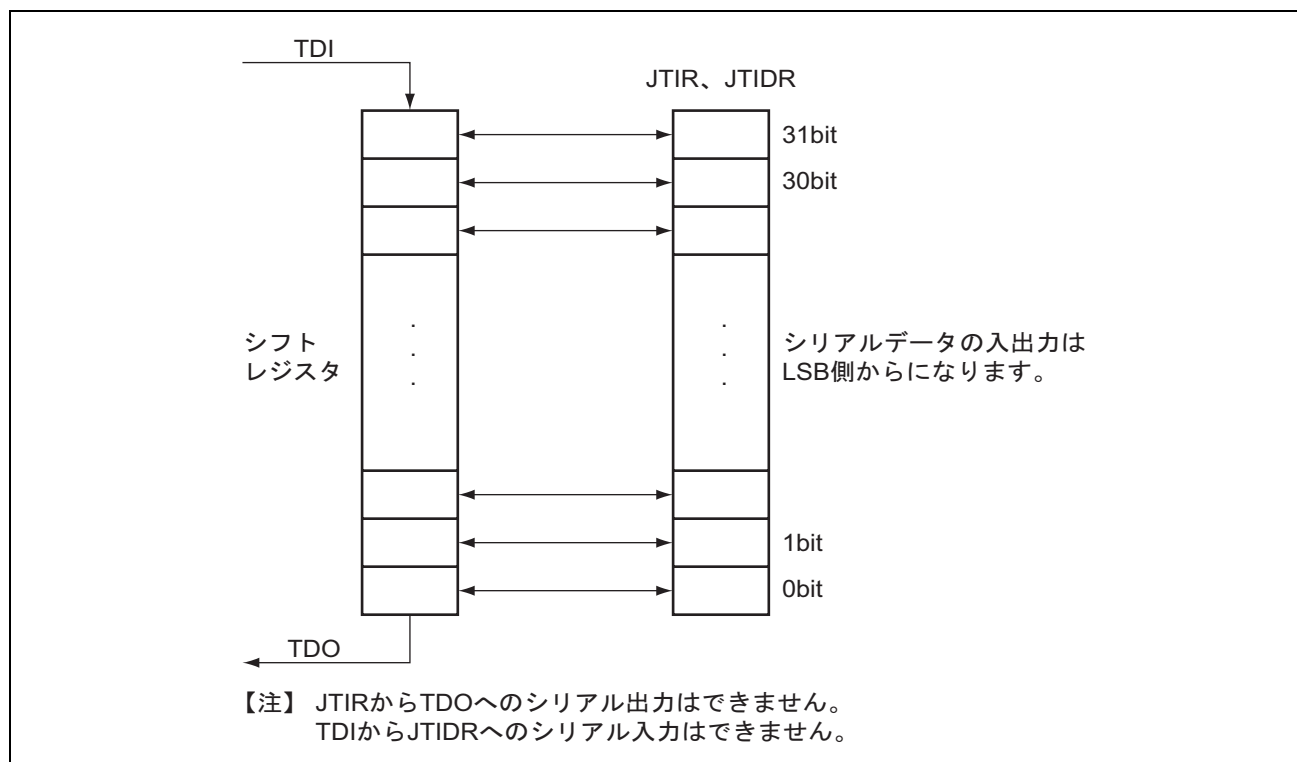 TDI
JTIR、JTIDR
31bit
30bit
シフト
レジスタ
シリアルデータの入出力は
LSB側からになります。
1bit
0bit
TDO
【注】 JTIRからTDOへのシリアル出力はできません。
TDIからJTIDRへのシリアル入力はできません。